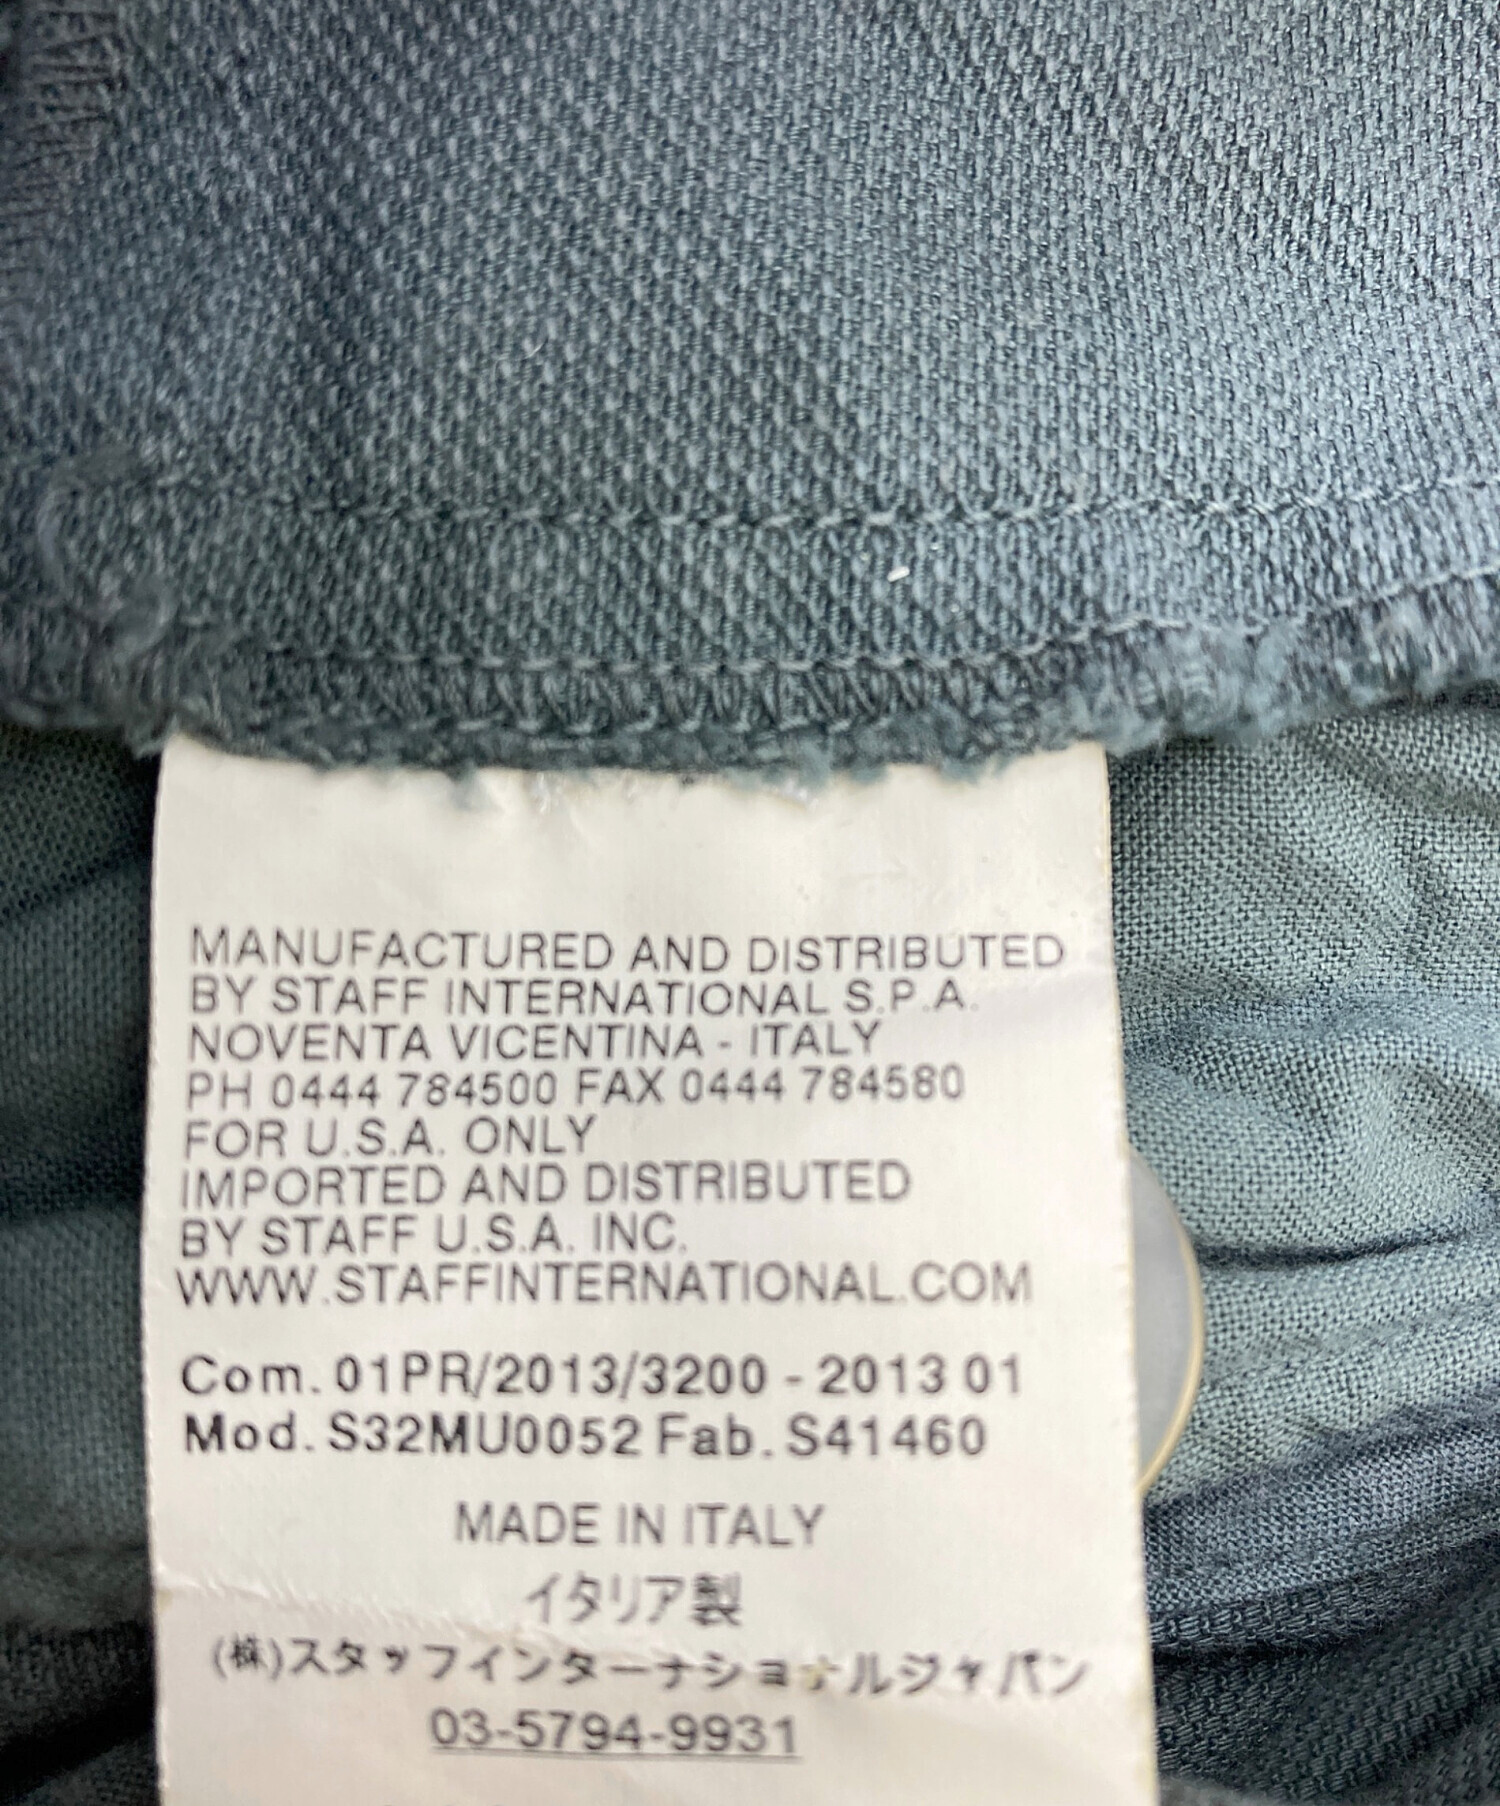 MANUFACTURED AND DISTRIBUTED
BY STAFF INTERNATIONAL S.P.A.
NOVENTA VICENTINA - ITALY
PH 0444 784500 FAX 0444 784580
FOR U.S.A. ONLY
IMPORTED AND DISTRIBUTED
BY STAFF U.S.A. INC.
WWW.STAFFINTERNATIONAL.COM
Com. 01PR/2013/3200 - 2013 01
Mod. S32MU0052 Fab. S41460
MADE IN ITALY
イタリア製
(株)スタッフインターナショナルジャパン
03-5794-9931